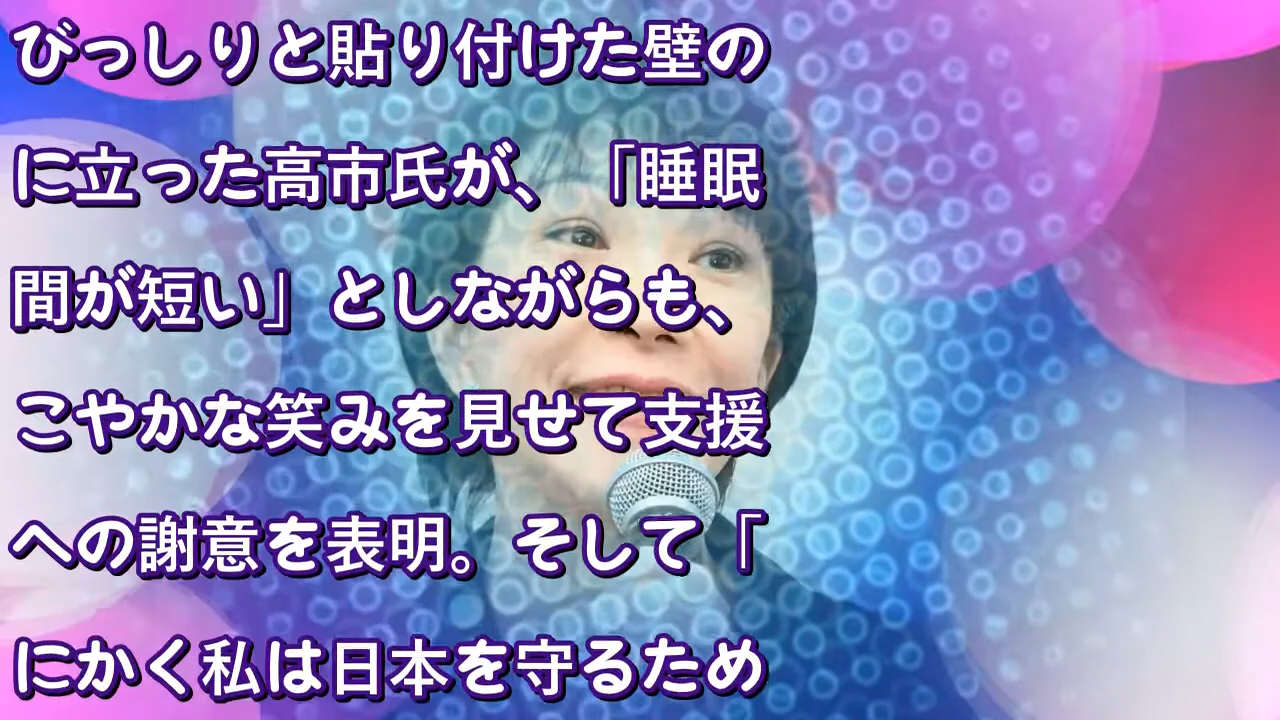 びっしりと貼り付けた壁の
に立った高市氏が、「睡眠
間が短い」としながらも、
こやかな笑みを見せて支援
への謝意を表明。そして「
にかく私は日本を守るため